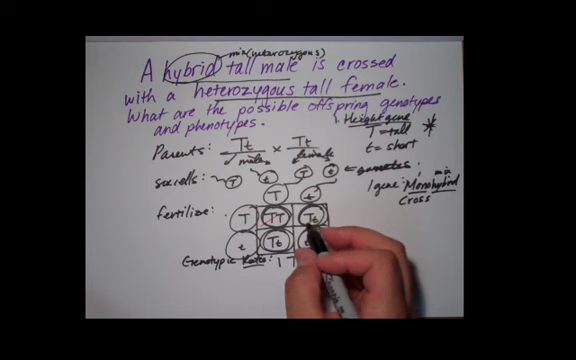 mix (heterozygous)
A hybrid tall male is crossed
with a heterozygous tall female.
What are the possible offspring genotypes
and phenotypes.
1. Height gene
T = tall
t = short
Parents: Tt x Tt
males female
sex cells: T t T t gametes
1 gene: Monohybrid
Cross
T t
Fertilize: T TT Tt
t Tt t
Genotypic Ratio: 1 T